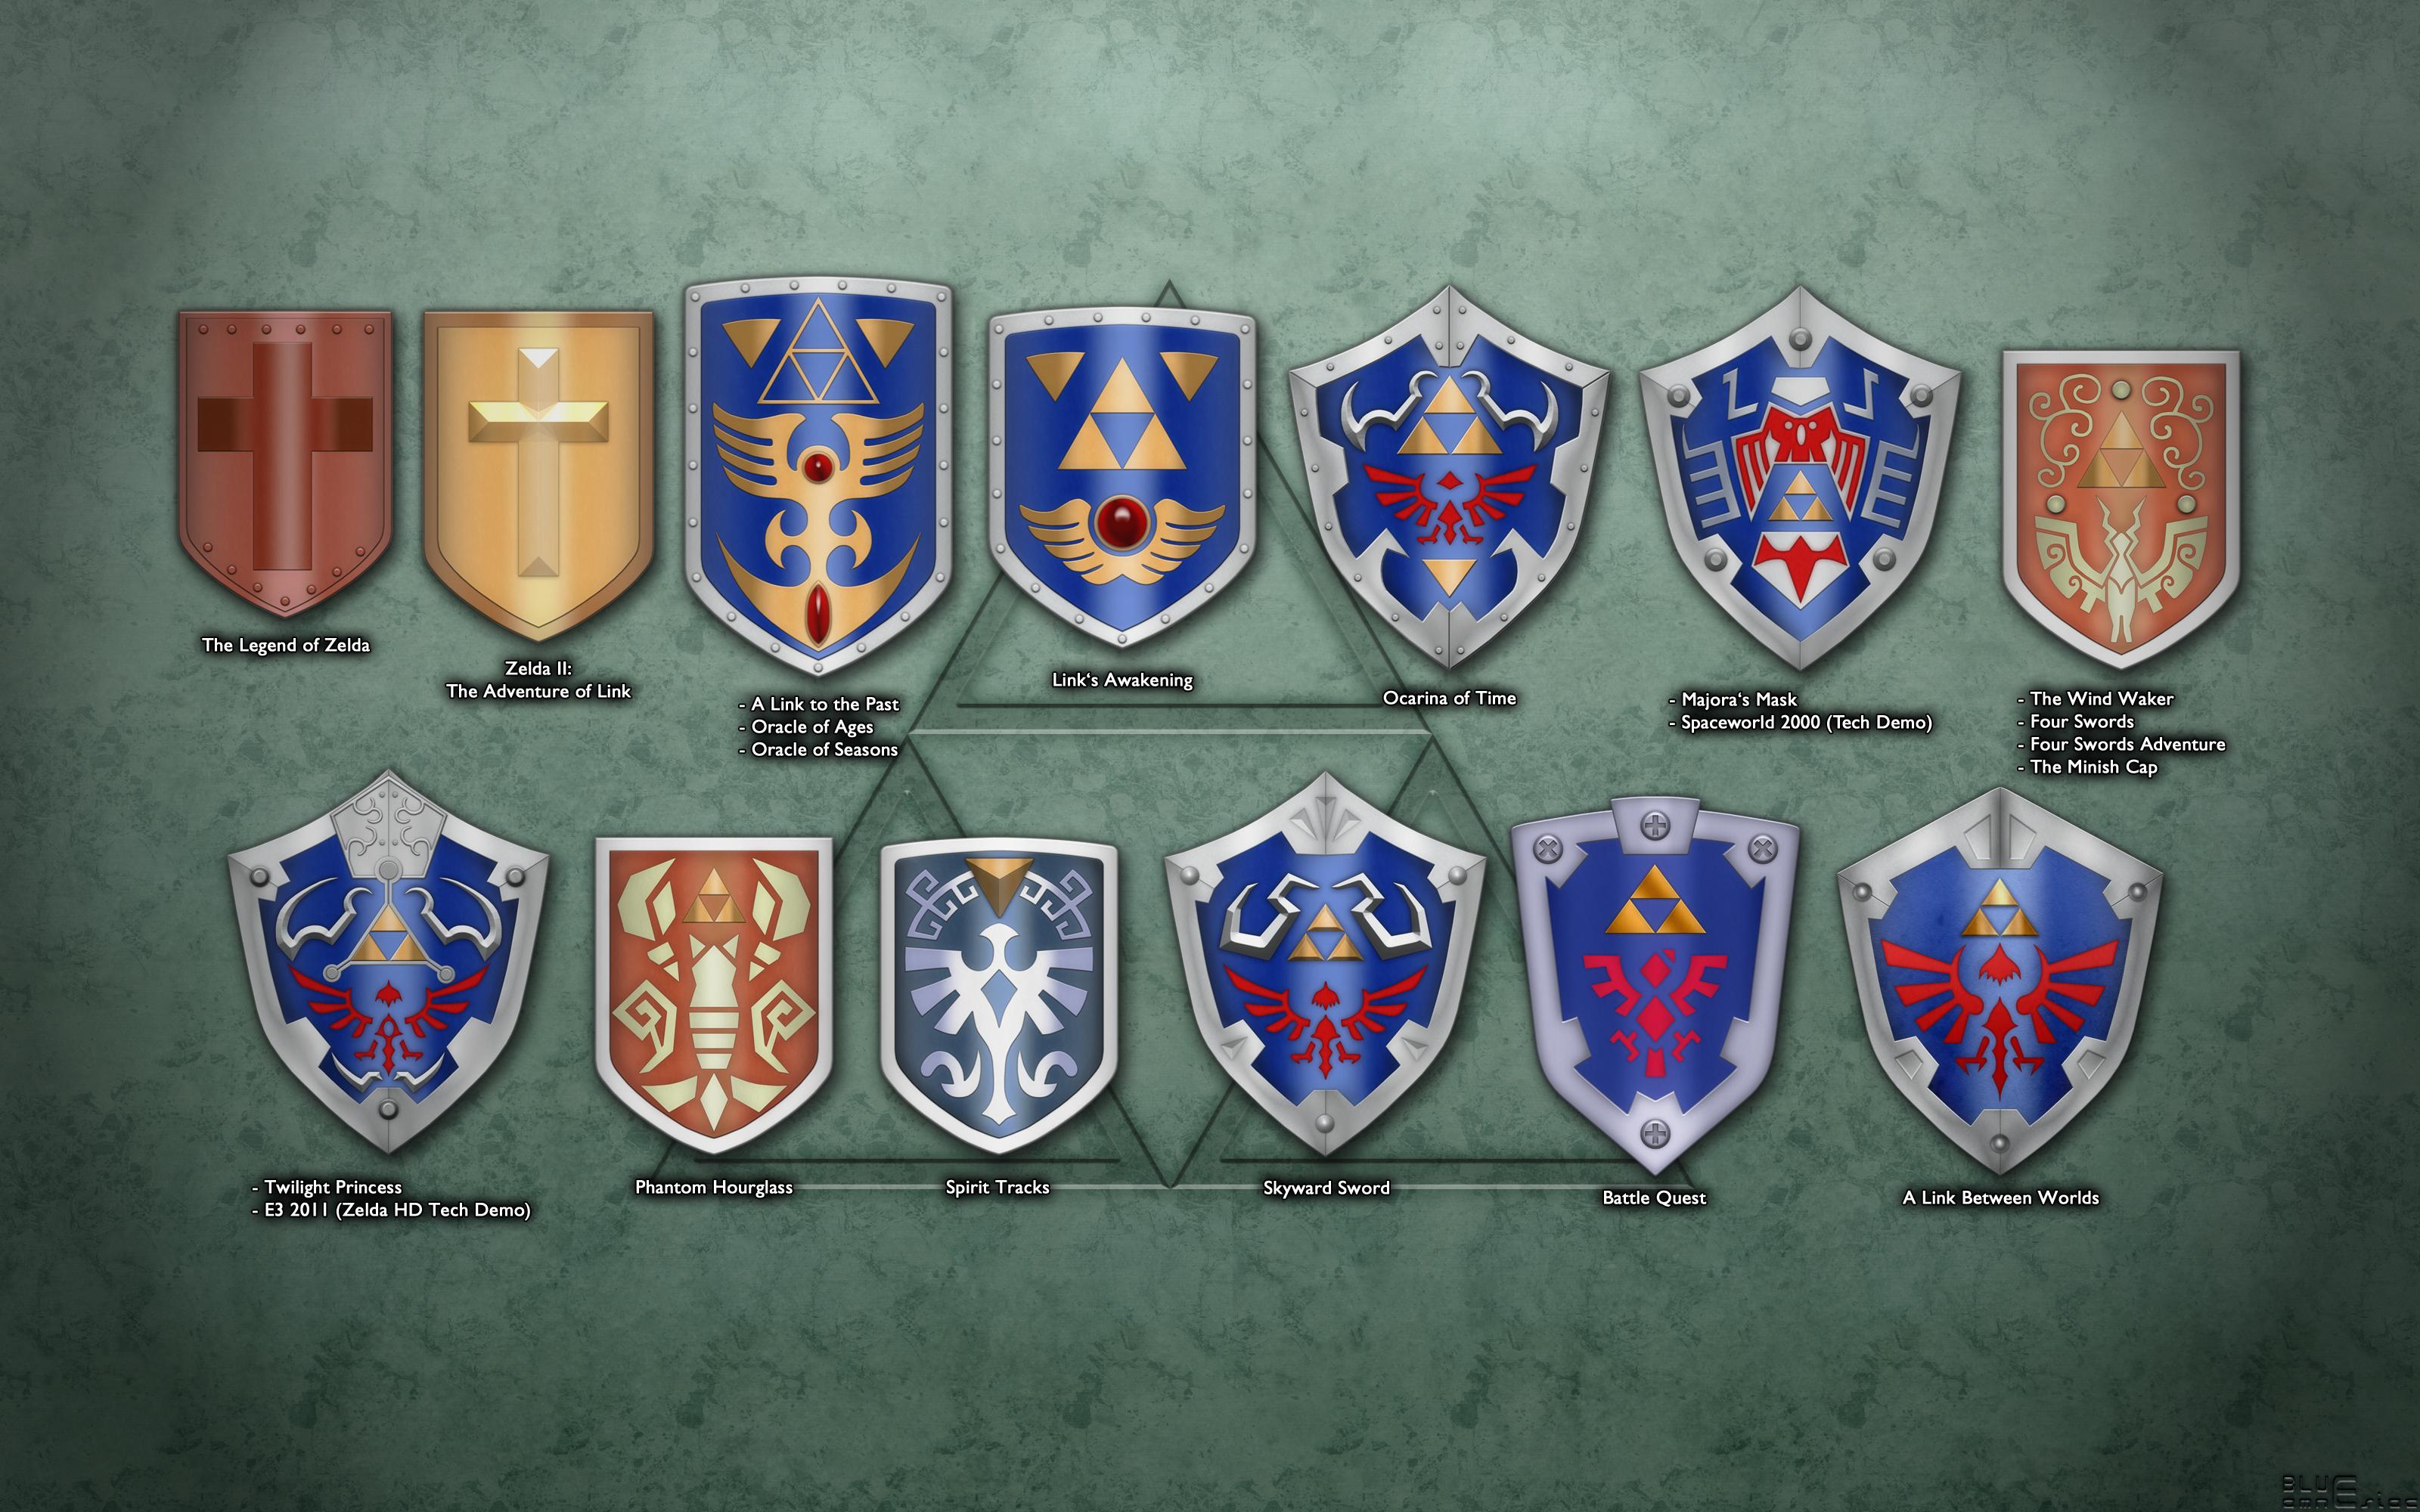 The Legend of Zelda
Zelda II:
The Adventure of Link
- A Link to the Past
- Oracle of Ages
- Oracle of Seasons
Link's Awakening
Ocarina of Time
- Majora's Mask
- Spaceworld 2000 (Tech Demo)
- The Wind Waker
- Four Swords
- Four Swords Adventure
- The Minish Cap
- Twilight Princess
- E3 2011 (Zelda HD Tech Demo)
Phantom Hourglass
Spirit Tracks
Skyward Sword
Battle Quest
A Link Between Worlds